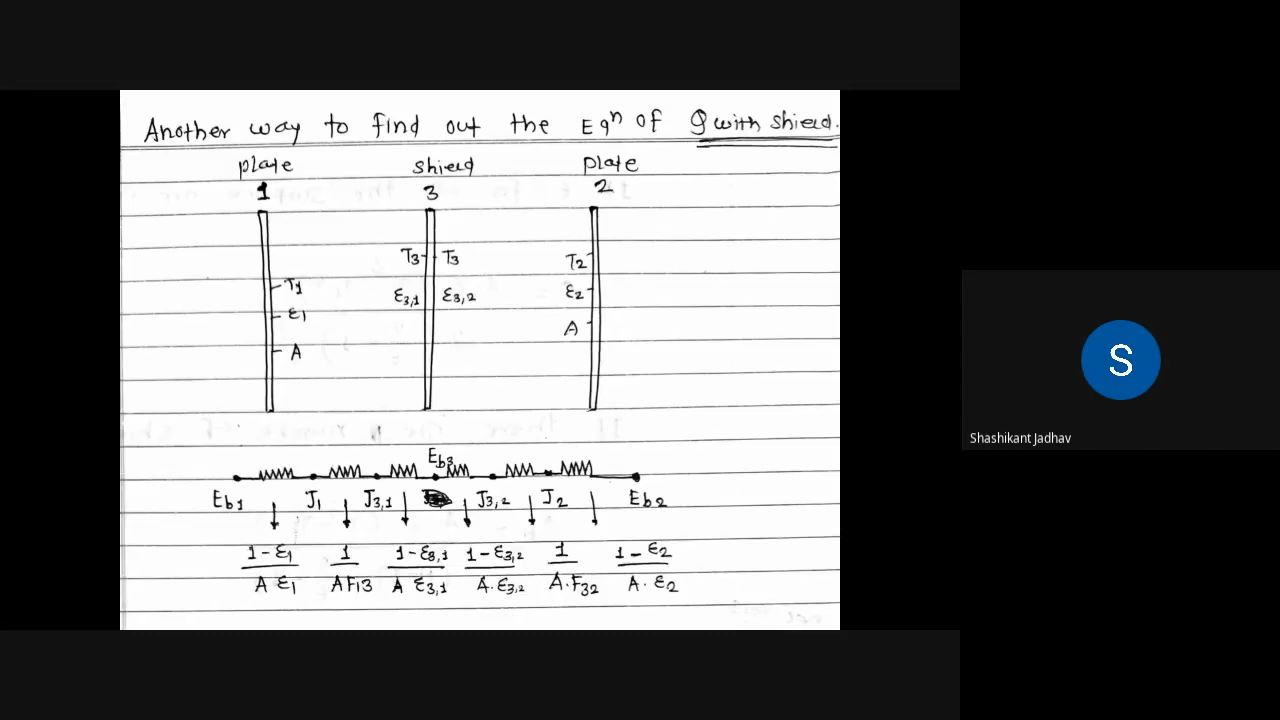 Another way to find out the Eqⁿ of Q with shield.
plate shield plate
1 3 2
T3 T3 T2
T1
ε3,1 ε3,2 ε2
ε1
A
A
Eb3
Eb1 J1 J3,1 J3,2 J2 Eb2
1-ε1 1 1-ε3,1 1-ε3,2 1 1-ε2
A ε1 AF13 A ε3,1 A.ε3,2 A.F32 A.ε2
S
Shashikant Jadhav